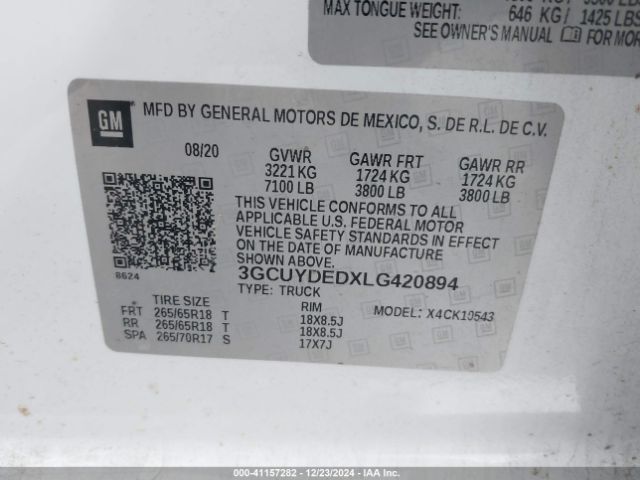 MAX TONGUE WEIGHT: 646 KG / 1425 LBS
SEE OWNER'S MANUAL FOR MOR
GM
MFD BY GENERAL MOTORS DE MEXICO, S. DE R.L. DE C.V.
08/20 GVWR GAWR FRT GAWR RR
3221 KG 1724 KG 1724 KG
7100 LB 3800 LB 3800 LB
THIS VEHICLE CONFORMS TO ALL
APPLICABLE U.S. FEDERAL MOTOR
VEHICLE SAFETY STANDARDS IN
EFFECT ON THE DATE OF MANUFACTURE
SHOWN ABOVE.
8624
3GCUYDEDXLG420894
TYPE: TRUCK
MODEL: X4CK10543
TIRE SIZE RIM
FRT 265/65R18 T 18X8.5J
RR 265/65R18 T 18X8.5J
SPA 265/70R17 S 17X7J
000-41157282 - 12/23/2024 - IAA Holdings, LLC